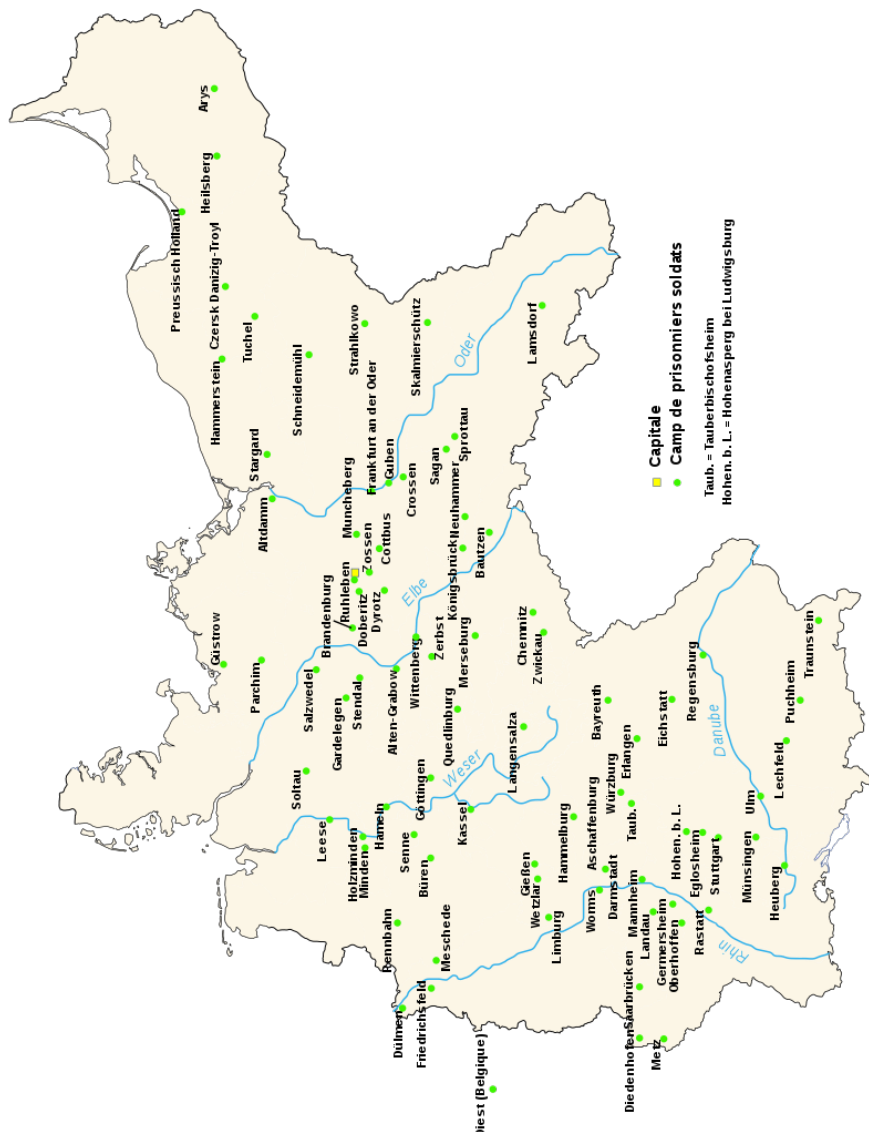 Preussisch Holland
Heilsberg
Arys
Czersk Danizig-Troyl
Hammerstein
Tuchel
Stargard
Altdamm
Schneidemühl
Güstrow
Parchim
Salzwedel
Soltau
Leese
Gardelegen
Stendal
Brandenburg
Ruhleben
Doberitz
Dyrotz
Zossen
Cottbus
Muncheberg
Frankfurt an der Oder
Guben
Crossen
Strahlkowo
Skalmierschütz
Oder
Holzminden
Minden
Hameln
Alten-Grabow
Wittenberg
Elbe
Zerbst
Rennbahn
Dülmen
Friedrichsfeld
Meschede
Senne
Büren
Göttingen
Weser
Kassel
Quedlinburg
Merseburg
Königsbrück
Neuhammer
Bautzen
Sagan
Sprottau
Lamsdorf
Diest (Belgique)
Langensalza
Chemnitz
Zwickau
Gießen
Wetzlar
Limburg
Hammelburg
Aschaffenburg
Worms
Darmstadt
Würzburg
Bayreuth
Taub.
Erlangen
Mannheim
Saarbrücken
Diedenhofen
Metz
Landau
Germersheim
Oberhoffen
Rastatt
Rhin
Hohen. b. L.
Eglosheim
Stuttgart
Eichstatt
Regensburg
Danube
Münsingen
Ulm
Heuberg
Lechfeld
Puchheim
Traunstein
Capitale
Camp de prisonniers soldats
Taub. = Tauberbischofsheim
Hohen. b. L. = Hohenasperg bei Ludwigsburg